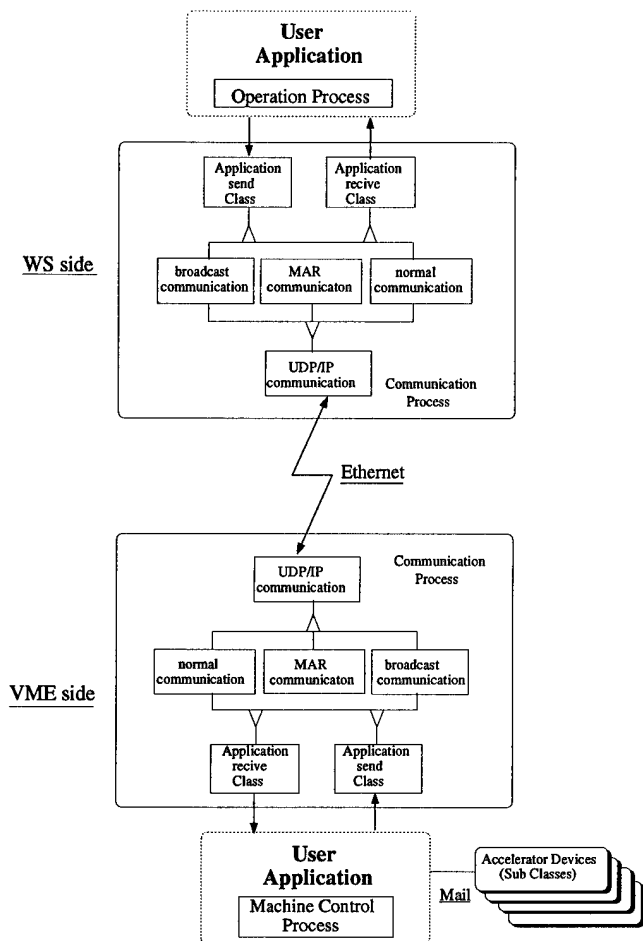 User
Application
Operation Process
Application
send
Class
Application
recive
Class
WS side
broadcast
communication
MAR
communicaton
normal
communication
UDP/IP
communication
Communication
Process
Ethernet
UDP/IP
communication
Communication
Process
normal
communication
MAR
communicaton
broadcast
communication
VME side
Application
recive
Class
Application
send
Class
User
Application
Machine Control
Process
Mail
Accelerator Devices
(Sub Classes)